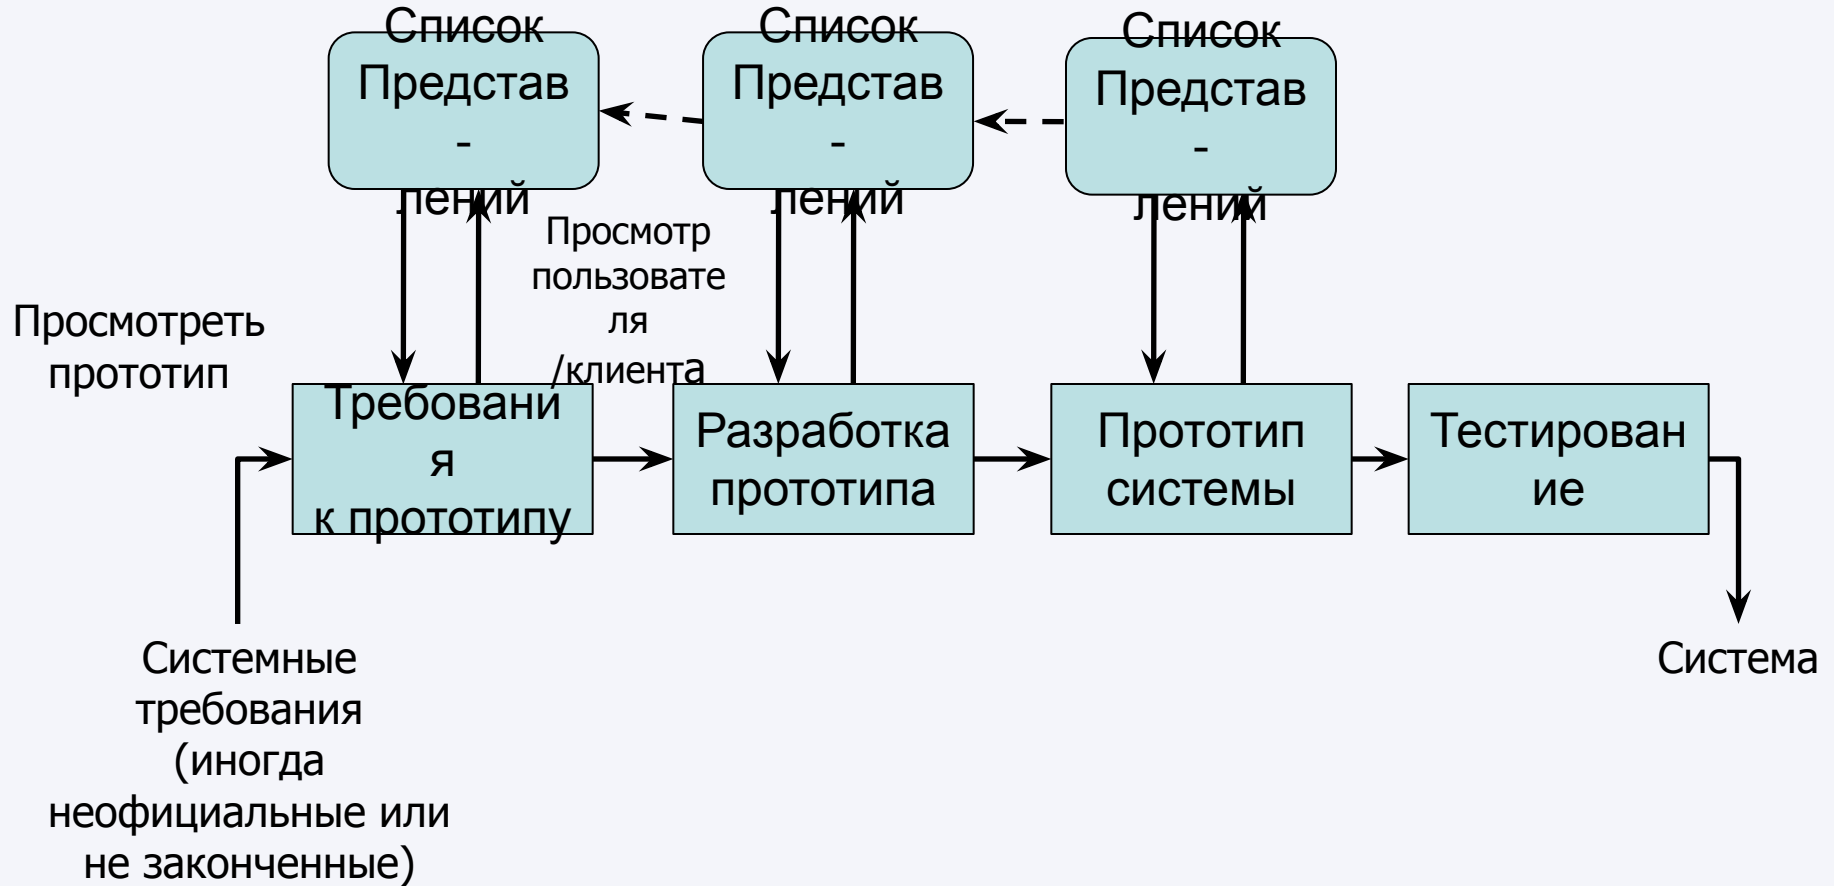 Список
Представ
-
лений
Список
Представ
-
лений
Список
Представ
-
лений
Просмотр
пользовате
ля
/клиента
Просмотреть
прототип
Требовани
я
к прототипу
Разработка
прототипа
Прототип
системы
Тестирован
ие
Системные
требования
(иногда
неофициальные или
не законченные)
Система